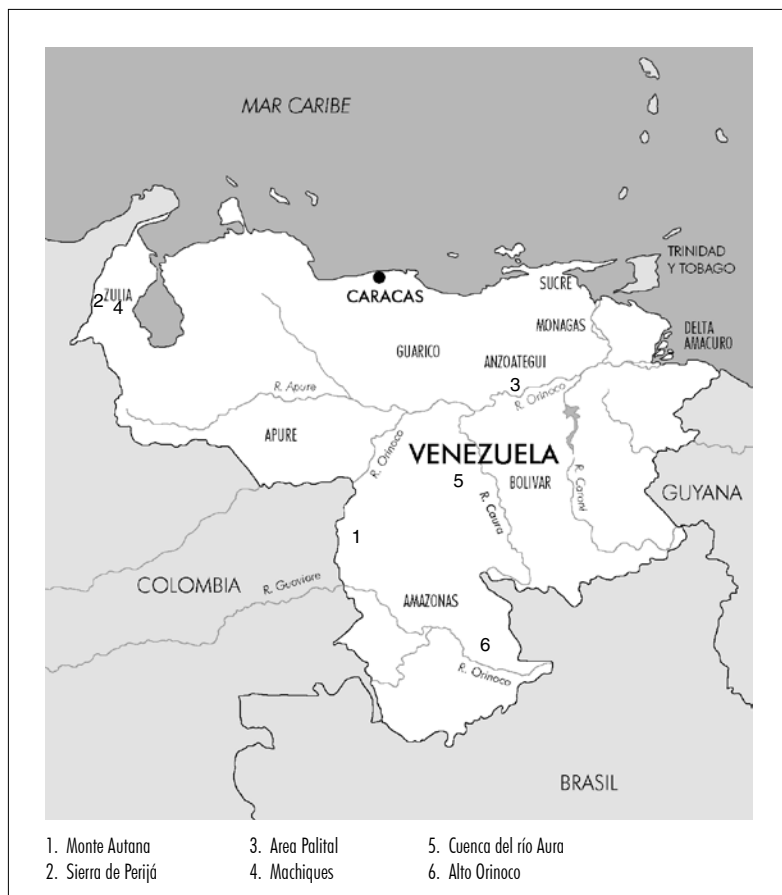 MAR CARIBE
TRINIDAD
Y TOBAGO
CARACAS
SUCRE
2 ZULIA
4
MONAGAS
DELTA
AMACURO
GUARICO
ANZOATEGUI
3
R. Apure
R. Orinoco
APURE
R. Orinoco
VENEZUELA
5
BOLIVAR
R. Caura
R. Caroní
GUYANA
1
COLOMBIA
R. Guaviare
AMAZONAS
6
R. Orinoco
BRASIL
1. Monte Autana
2. Sierra de Perijá
3. Area Palital
4. Machiques
5. Cuenca del río Aura
6. Alto Orinoco